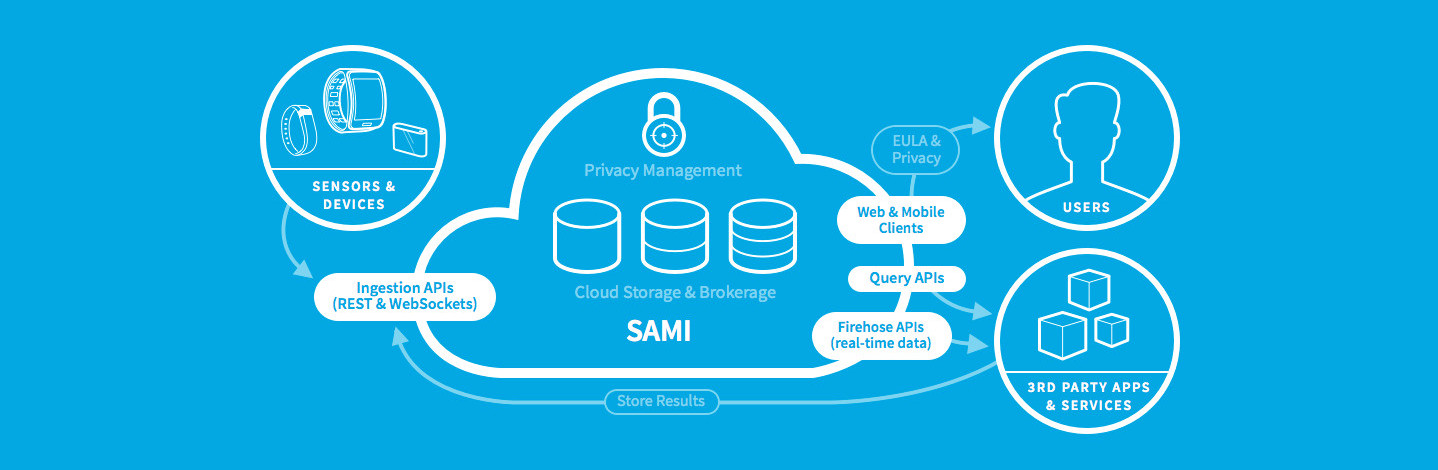 SENSORS &
DEVICES
Ingestion APIs
(REST & WebSockets)
Privacy Management
Cloud Storage & Brokerage
SAMI
EULA &
Privacy
Web & Mobile
Clients
Query APIs
Firehose APIs
(real-time data)
USERS
3RD PARTY APPS
& SERVICES
Store Results